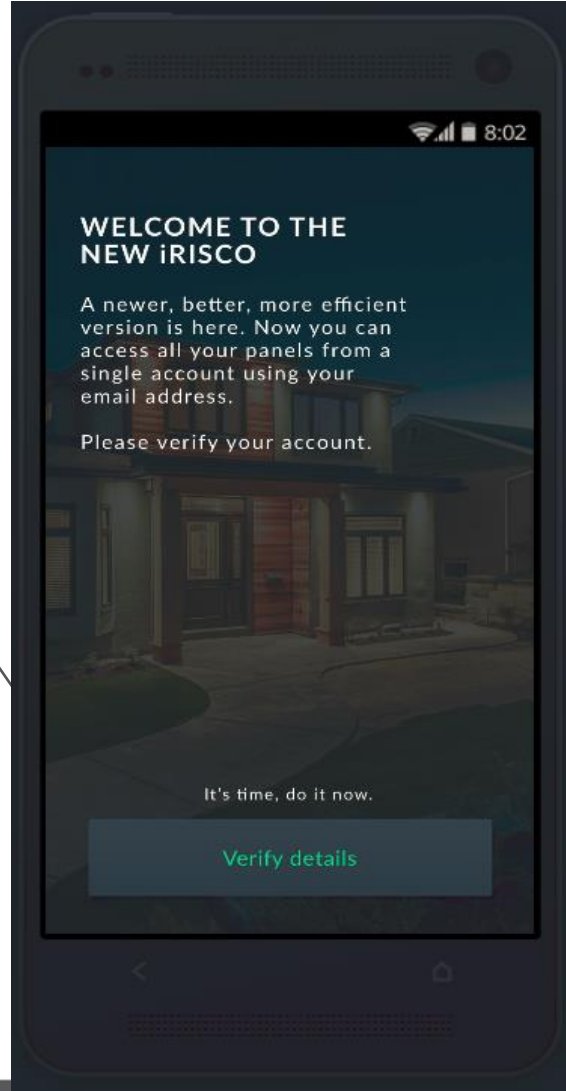 8:02
WELCOME TO THE
NEW iRISCO
A newer, better, more efficient
version is here. Now you can
access all your panels from a
single account using your
email address.
Please verify your account.
It's time, do it now.
Verify details